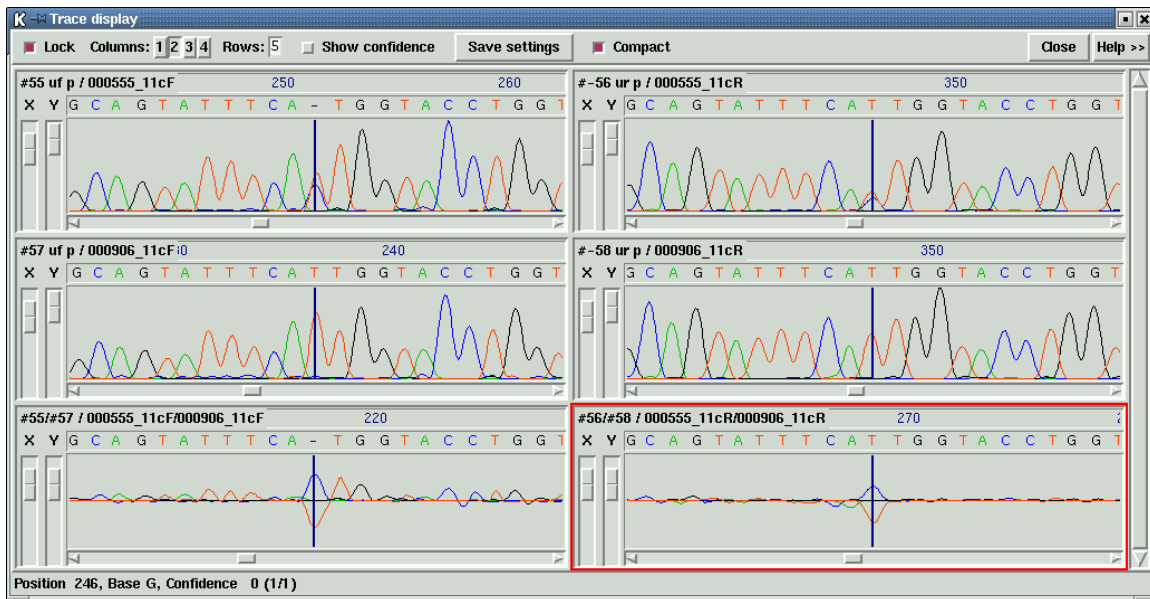 K Trace display
Lock Columns: 1 2 3 4 Rows: 5 Show confidence Save settings Compact Close Help >>
#55 uf p / 000555_11cF 250 260
X Y G C A G T A T T T C A - T G G T A C C T G G T
#-56 ur p / 000555_11cR 350
X Y G C A G T A T T T C A T T G G T A C C T G G T
#57 uf p / 000906_11cF 240
X Y G C A G T A T T T C A T T G G T A C C T G G T
#-58 ur p / 000906_11cR 350
X Y G C A G T A T T T C A T T G G T A C C T G G T
#55/#57 / 000555_11cF/000906_11cF 220
X Y G C A G T A T T T C A - T G G T A C C T G G T
#56/#58 / 000555_11cR/000906_11cR 270
X Y G C A G T A T T T C A T T G G T A C C T G G T
Position 246, Base G, Confidence 0 (1/1)